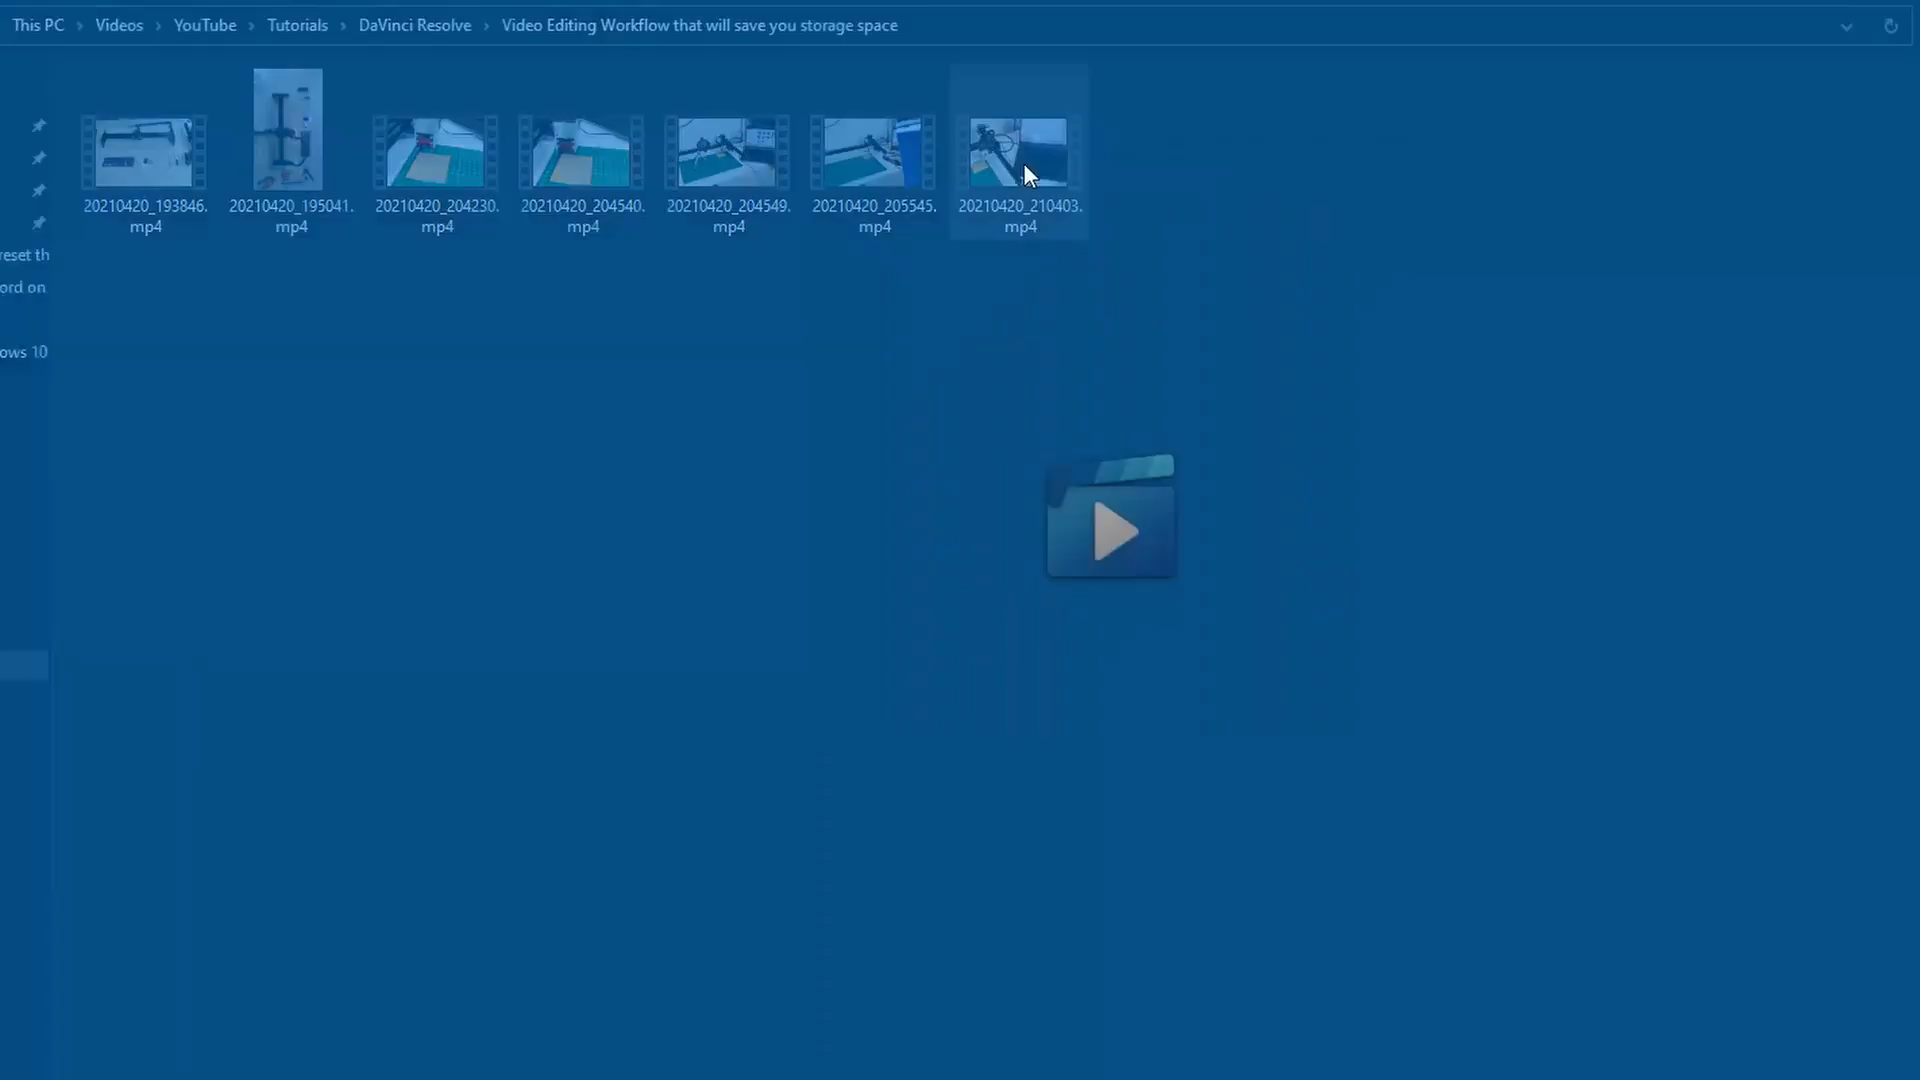 This PC > Videos > YouTube > Tutorials > DaVinci Resolve > Video Editing Workflow that will save you storage space
20210420_193846.
mp4
20210420_195041.
mp4
20210420_204230.
mp4
20210420_204540.
mp4
20210420_204549.
mp4
20210420_205545.
mp4
20210420_210403.
mp4
reset th
ord on
ows 10